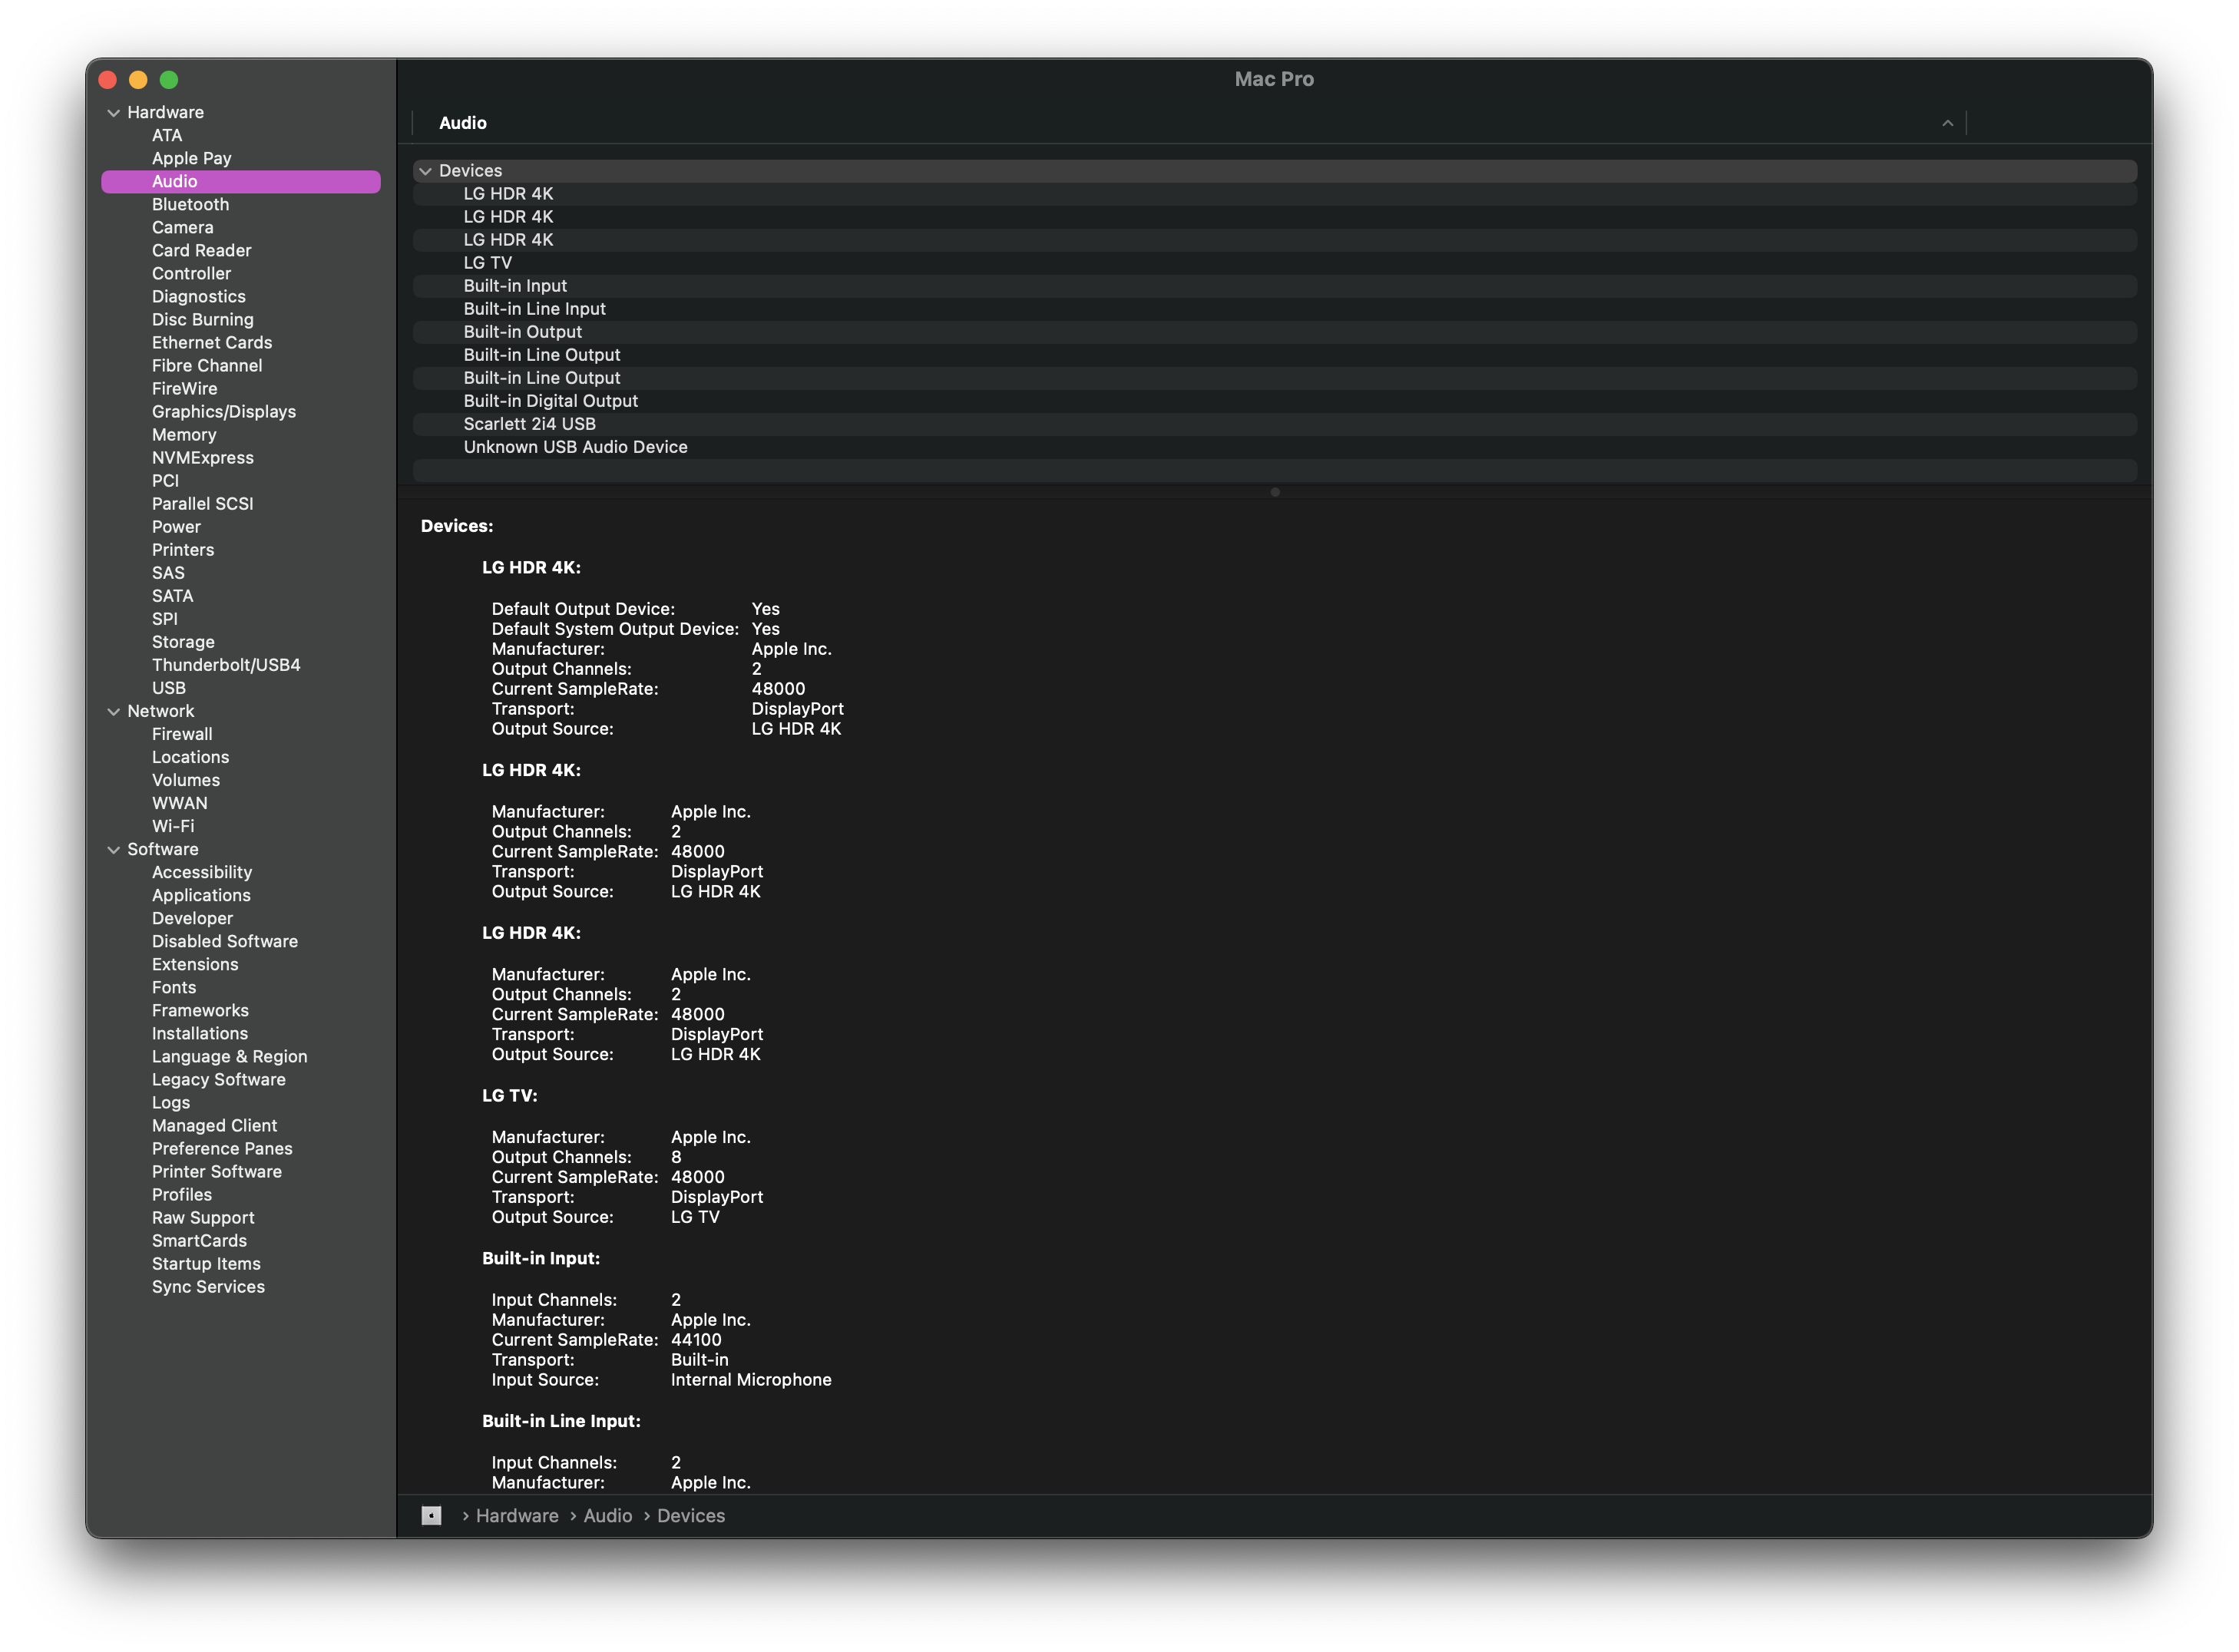 Mac Pro
Hardware
ATA
Apple Pay
Audio
Bluetooth
Camera
Card Reader
Controller
Diagnostics
Disc Burning
Ethernet Cards
Fibre Channel
FireWire
Graphics/Displays
Memory
NVMExpress
PCI
Parallel SCSI
Power
Printers
SAS
SATA
SPI
Storage
Thunderbolt/USB4
USB
Network
Firewall
Locations
Volumes
WWAN
Wi-Fi
Software
Accessibility
Applications
Developer
Disabled Software
Extensions
Fonts
Frameworks
Installations
Language & Region
Legacy Software
Logs
Managed Client
Preference Panes
Printer Software
Profiles
Raw Support
SmartCards
Startup Items
Sync Services
Audio
Devices
LG HDR 4K
LG HDR 4K
LG HDR 4K
LG TV
Built-in Input
Built-in Line Input
Built-in Output
Built-in Line Output
Built-in Line Output
Built-in Digital Output
Scarlett 2i4 USB
Unknown USB Audio Device
Devices:
LG HDR 4K:
Default Output Device: Yes
Default System Output Device: Yes
Manufacturer: Apple Inc.
Output Channels: 2
Current SampleRate: 48000
Transport: DisplayPort
Output Source: LG HDR 4K
LG HDR 4K:
Manufacturer: Apple Inc.
Output Channels: 2
Current SampleRate: 48000
Transport: DisplayPort
Output Source: LG HDR 4K
LG HDR 4K:
Manufacturer: Apple Inc.
Output Channels: 2
Current SampleRate: 48000
Transport: DisplayPort
Output Source: LG HDR 4K
LG TV:
Manufacturer: Apple Inc.
Output Channels: 8
Current SampleRate: 48000
Transport: DisplayPort
Output Source: LG TV
Built-in Input:
Input Channels: 2
Manufacturer: Apple Inc.
Current SampleRate: 44100
Transport: Built-in
Input Source: Internal Microphone
Built-in Line Input:
Input Channels: 2
Manufacturer: Apple Inc.
› Hardware › Audio › Devices